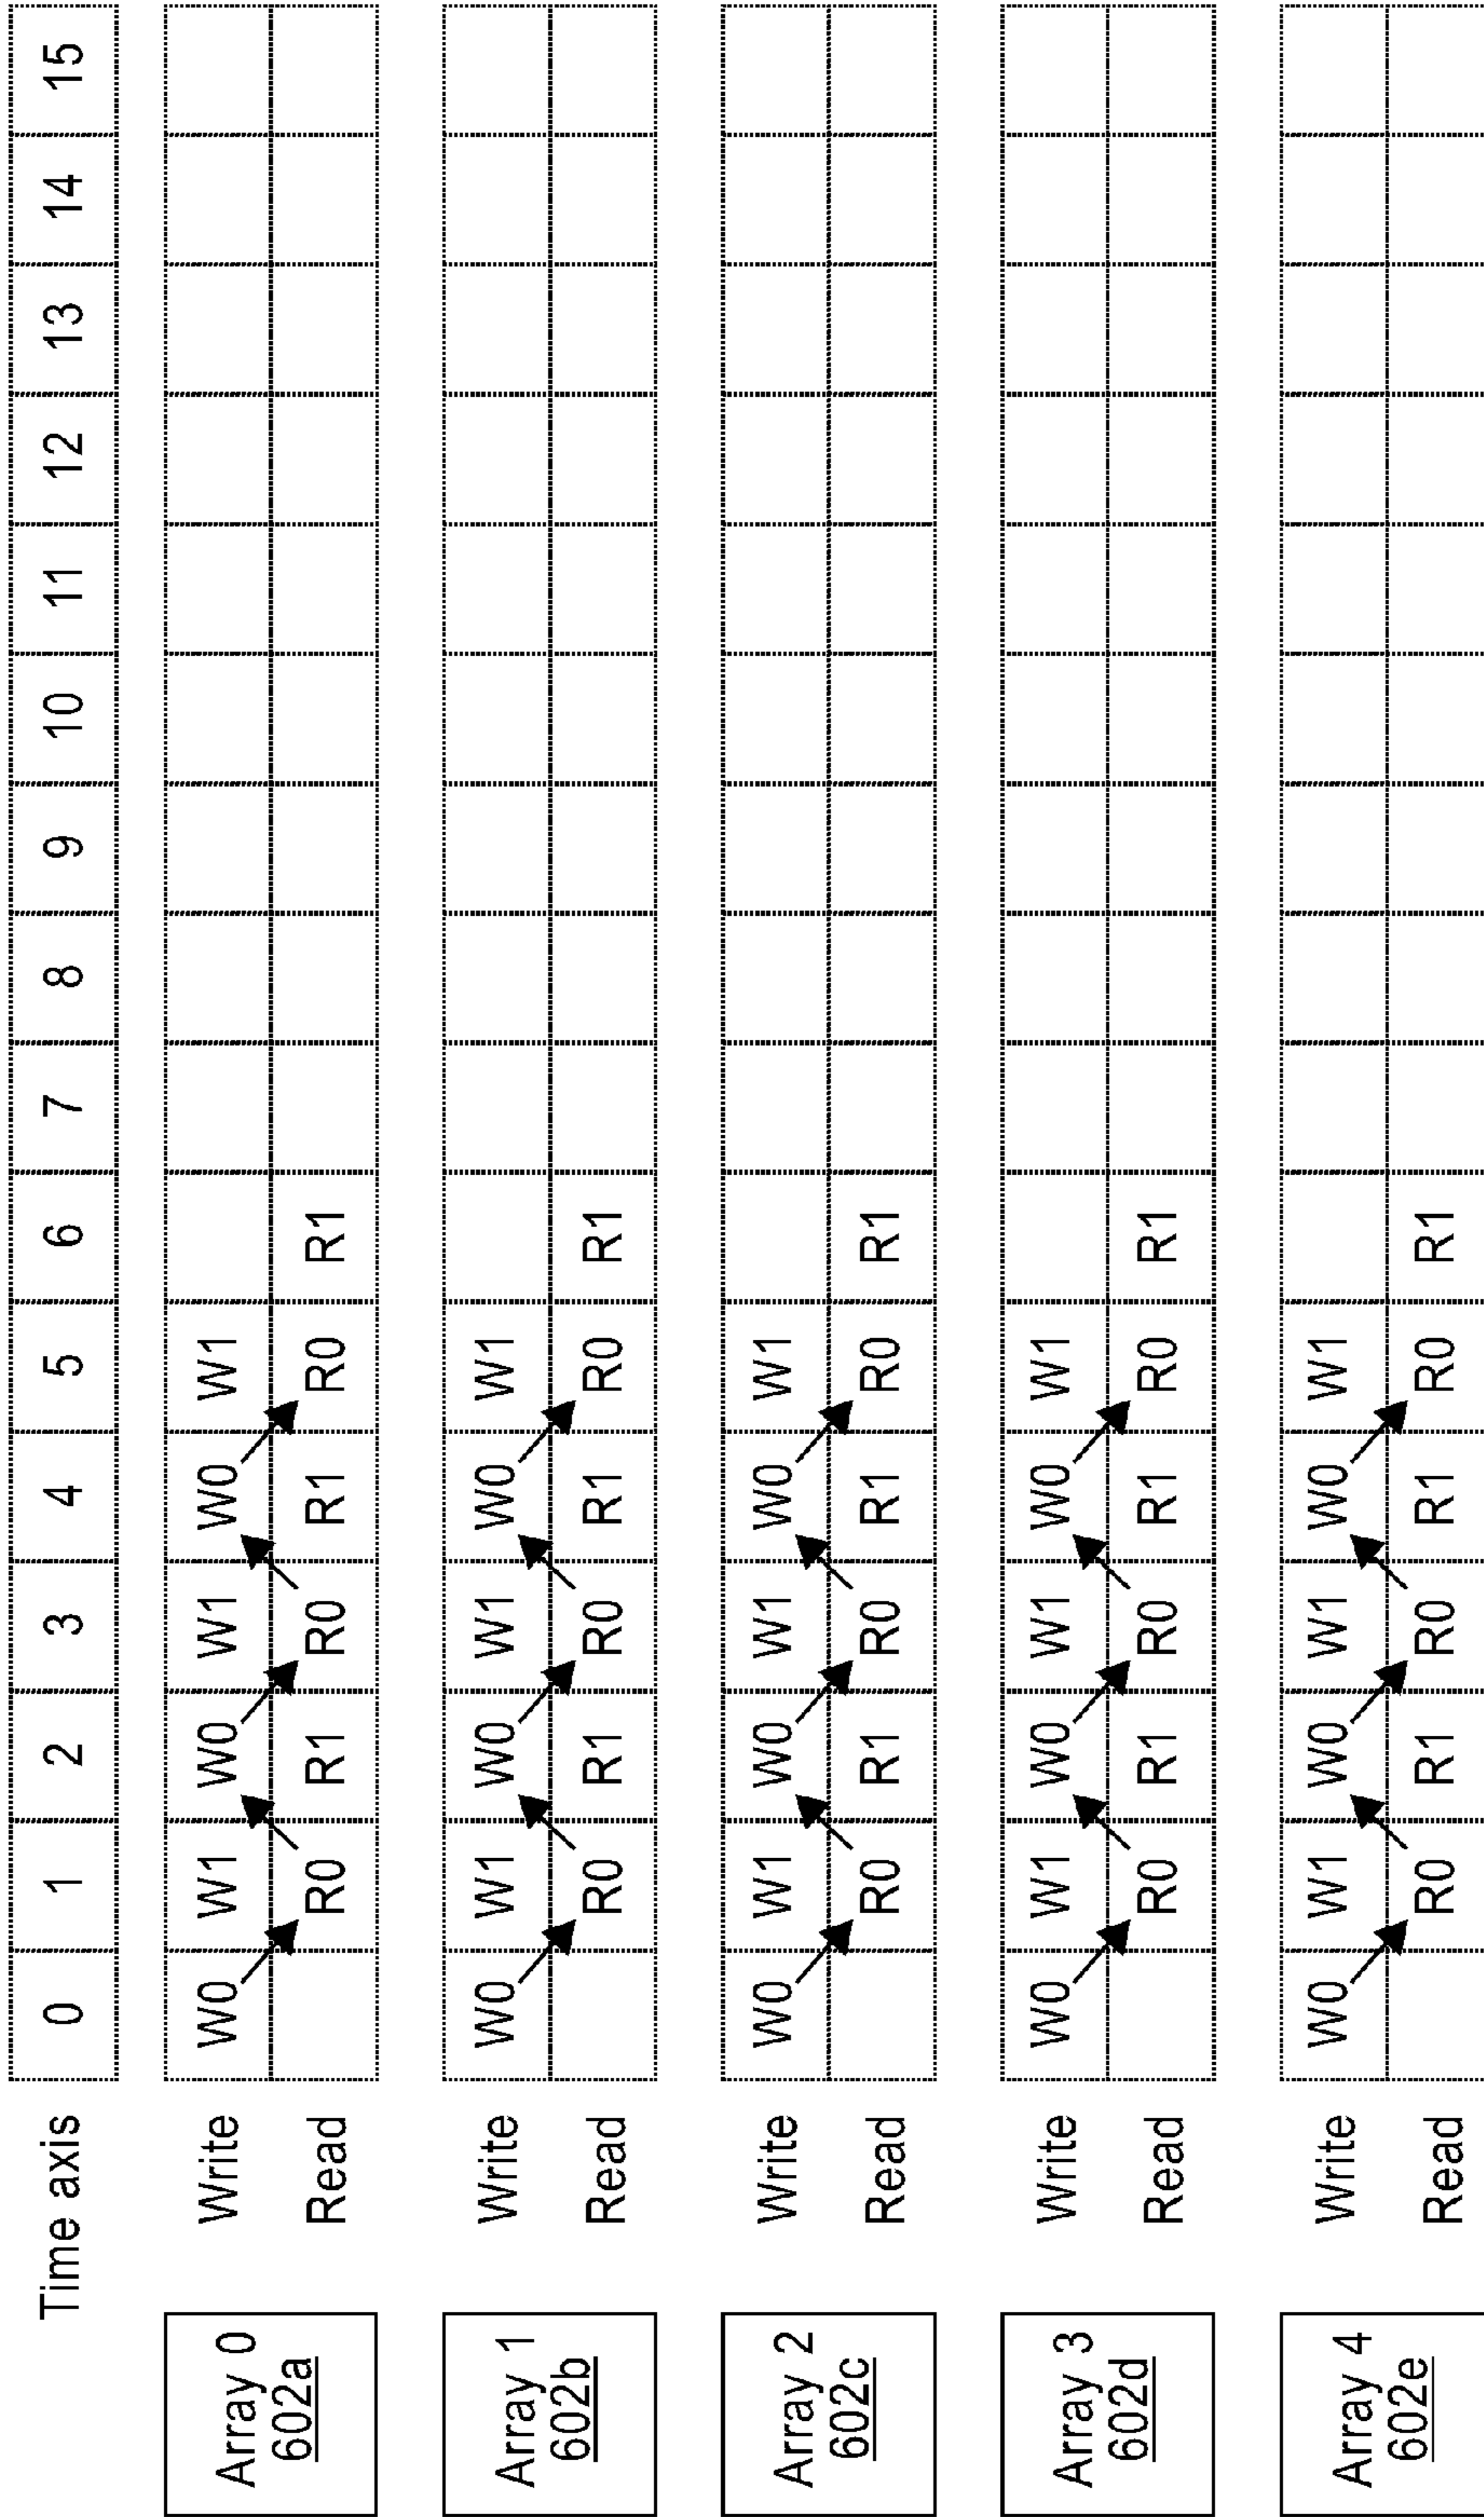 Time axis 0 1 2 3 4 5 6 7 8 9 10 11 12 13 14 15
Array 0
602a
Write W0 W1 W0 W1 W0 W1
Read R0 R1 R0 R1 R0 R1
Array 1
602b
Write W0 W1 W0 W1 W0 W1
Read R0 R1 R0 R1 R0 R1
Array 2
602c
Write W0 W1 W0 W1 W0 W1
Read R0 R1 R0 R1 R0 R1
Array 3
602d
Write W0 W1 W0 W1 W0 W1
Read R0 R1 R0 R1 R0 R1
Array 4
602e
Write W0 W1 W0 W1 W0 W1
Read R0 R1 R0 R1 R0 R1